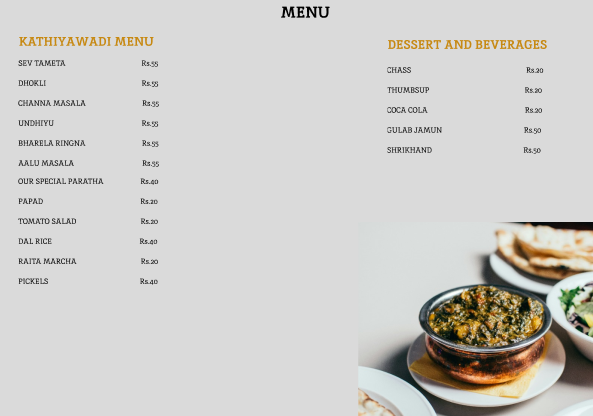 MENU
KATHIYAWADI MENU
SEV TAMETA Rs.55
DHOKLI Rs.55
CHANNA MASALA Rs.55
UNDHIYU Rs.55
BHARELA RINGNA Rs.55
AALU MASALA Rs.55
OUR SPECIAL PARATHA Rs.40
PAPAD Rs.20
TOMATO SALAD Rs.20
DAL RICE Rs.40
RAITA MARCHA Rs.20
PICKELS Rs.40
DESSERT AND BEVERAGES
CHASS Rs.20
THUMBSUP Rs.20
COCA COLA Rs.20
GULAB JAMUN Rs.50
SHRIKHAND Rs.50